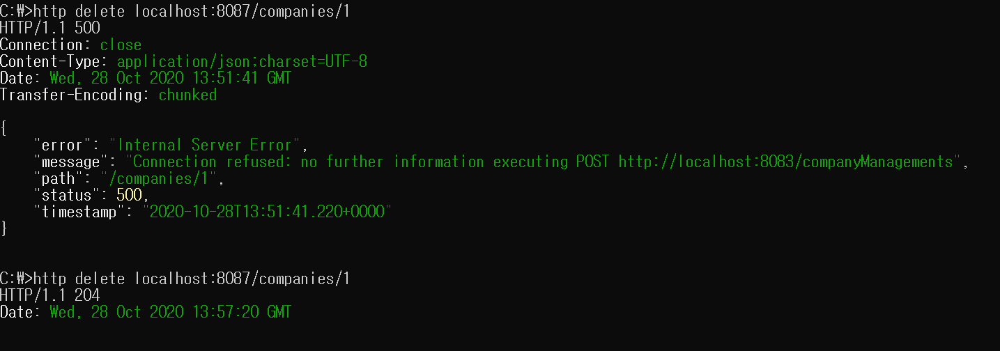 C:₩>http delete localhost:8087/companies/1
HTTP/1.1 500
Connection: close
Content-Type: application/json;charset=UTF-8
Date: Wed, 28 Oct 2020 13:51:41 GMT
Transfer-Encoding: chunked
{
    "error": "Internal Server Error",
    "message": "Connection refused: no further information executing POST http://localhost:8083/companyManagements",
    "path": "/companies/1",
    "status": 500,
    "timestamp": "2020-10-28T13:51:41.220+0000"
}
C:₩>http delete localhost:8087/companies/1
HTTP/1.1 204
Date: Wed, 28 Oct 2020 13:57:20 GMT